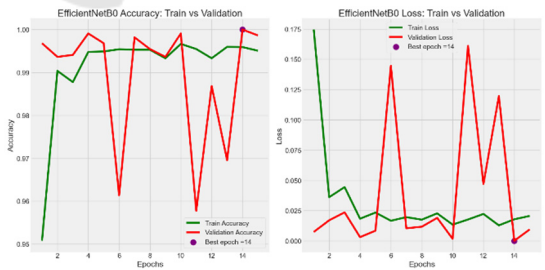 EfficientNetB0 Accuracy: Train vs Validation
1.00
0.99
0.98
0.97
0.96
0.95
Accuracy
2 4 6 8 10 12 14
Epochs
Train Accuracy
Validation Accuracy
Best epoch =14
EfficientNetB0 Loss: Train vs Validation
0.175
0.150
0.125
0.100
0.075
0.050
0.025
0.000
Loss
2 4 6 8 10 12 14
Epochs
Train Loss
Validation Loss
Best epoch =14